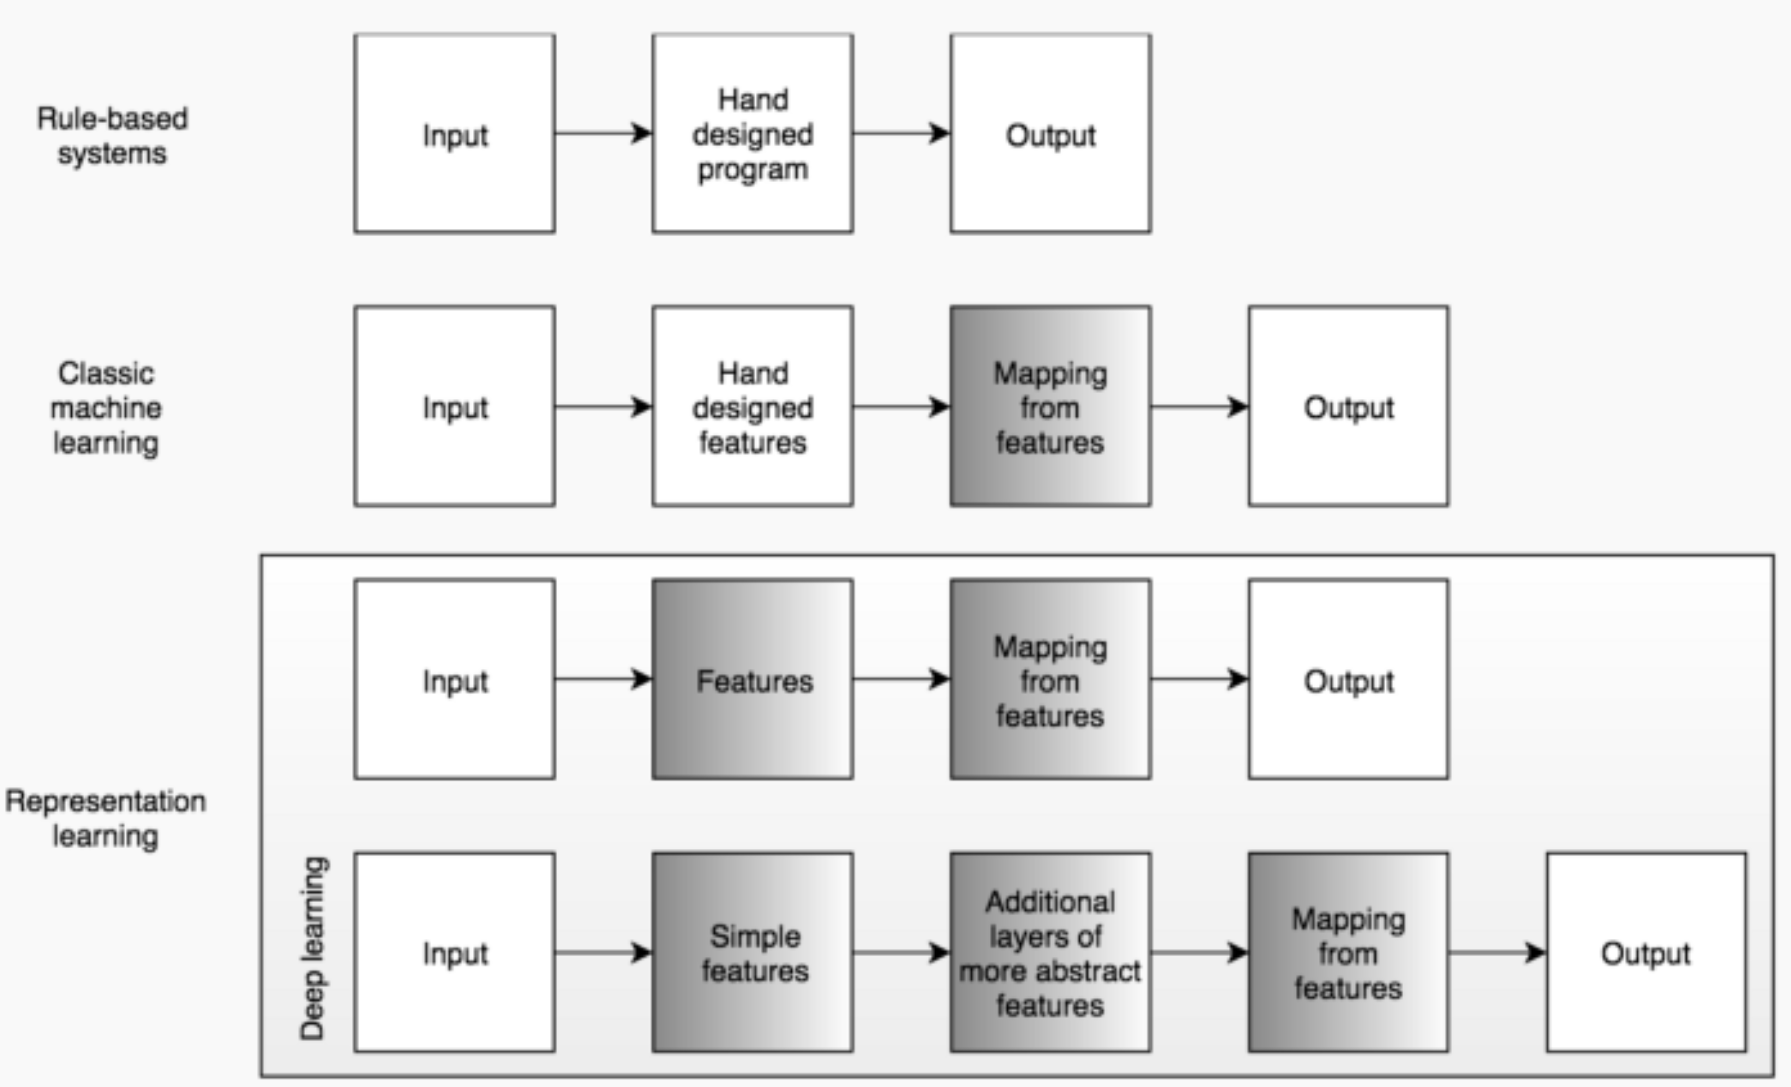 Rule-based
systems
Input
Hand
designed
program
Output
Classic
machine
learning
Input
Hand
designed
features
Mapping
from
features
Output
Representation
learning
Input
Features
Mapping
from
features
Output
Deep learning
Input
Simple
features
Additional
layers of
more abstract
features
Mapping
from
features
Output